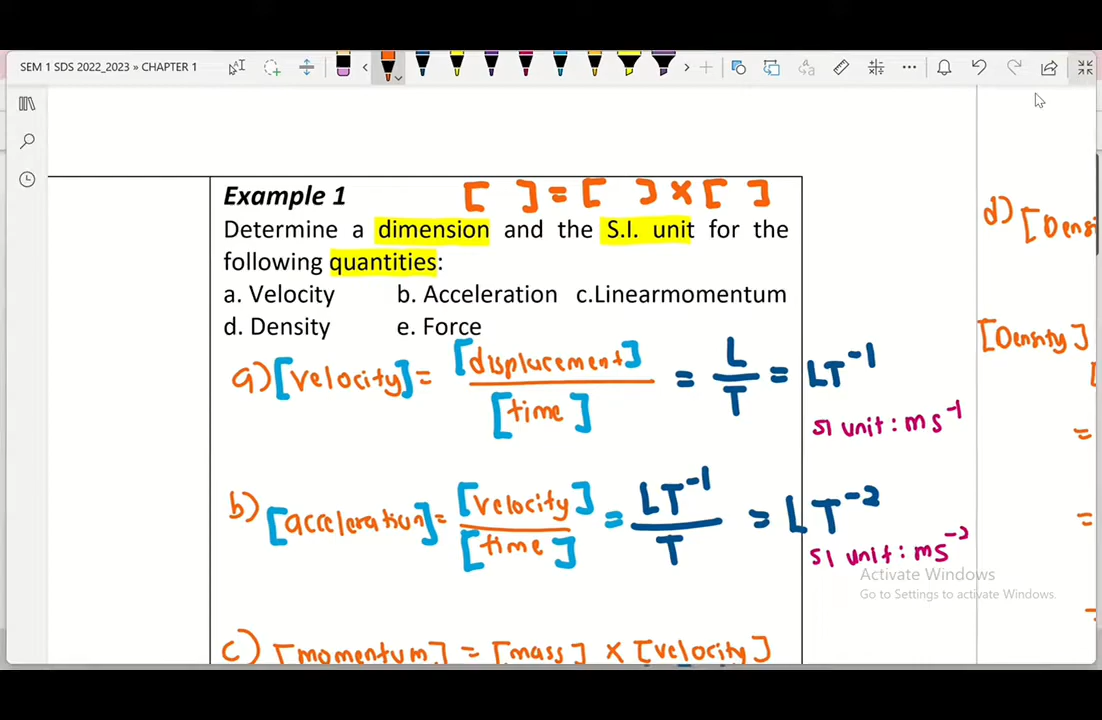 SEM 1 SDS 2022_2023 » CHAPTER 1
Example 1 [ ] = [ ] × [ ]
Determine a dimension and the S.I. unit for the
following quantities:
a. Velocity b. Acceleration c.Linearmomentum
d. Density e. Force
a) [velocity] = [displacement] / [time] = L / T = LT⁻¹
SI unit : ms⁻¹
b) [acceleration] = [velocity] / [time] = LT⁻¹ / T = LT⁻²
SI unit : ms⁻²
c) [momentum] = [mass] × [velocity]
d) [Densi
[Density]
=
=
Activate Windows
Go to Settings to activate Windows.